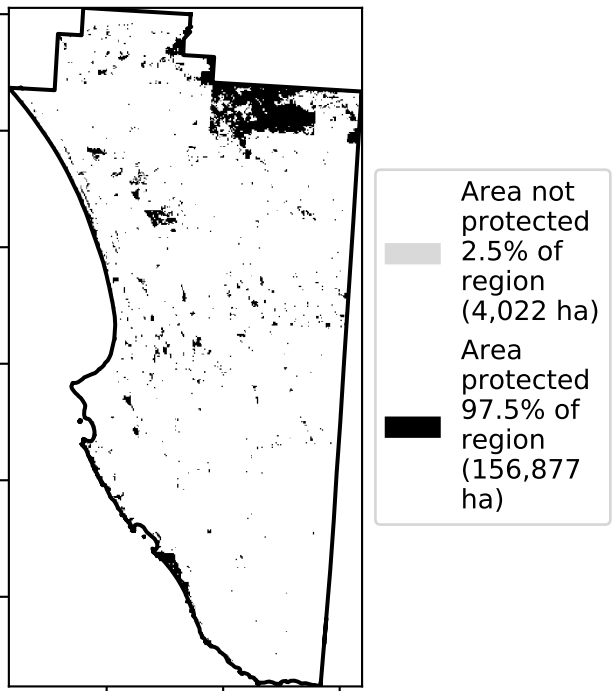 Area not
protected
2.5% of
region
(4,022 ha)
Area
protected
97.5% of
region
(156,877
ha)